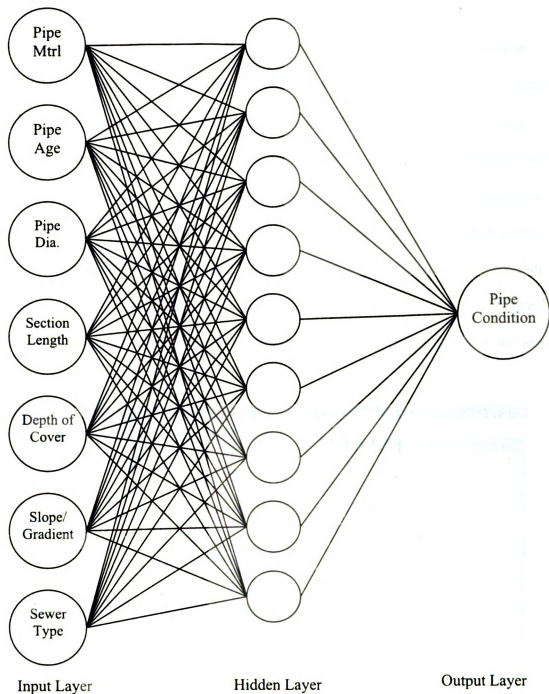 Pipe
Mtrl
Pipe
Age
Pipe
Dia.
Section
Length
Depth of
Cover
Slope/
Gradient
Sewer
Type
Pipe
Condition
Input Layer
Hidden Layer
Output Layer